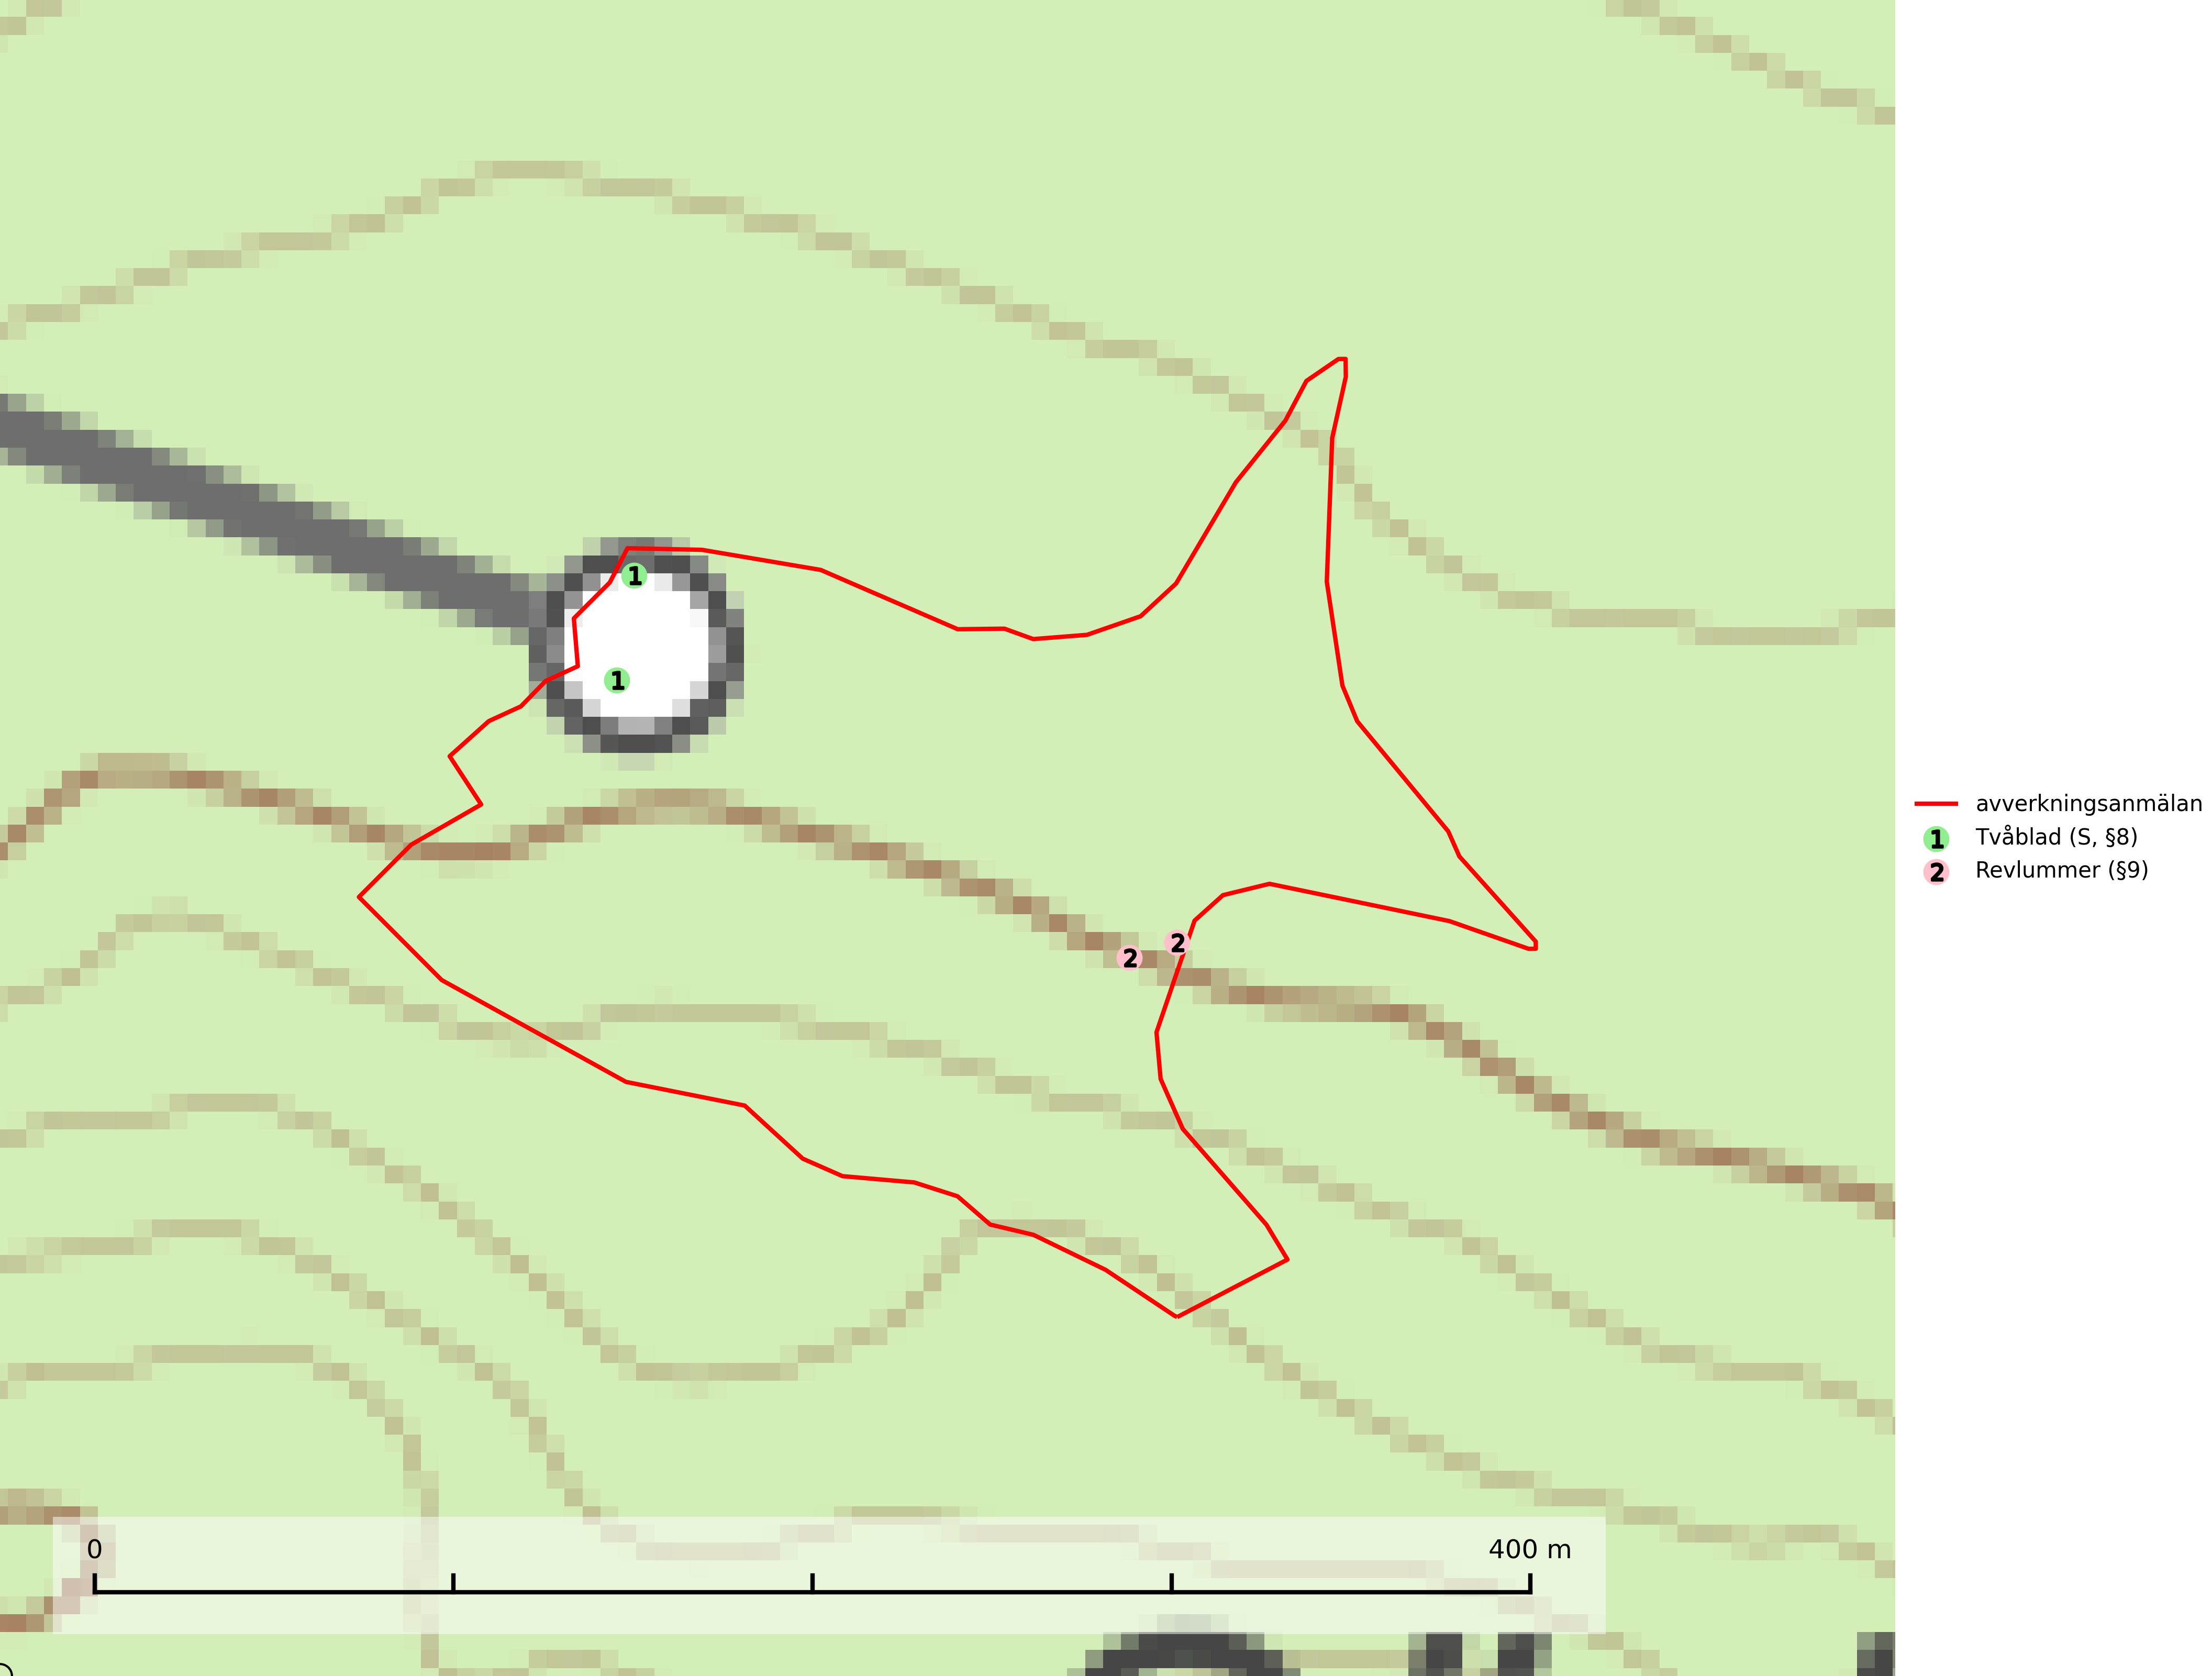 1
1
2
2
avverkningsanmälan
1 Tvåblad (S, §8)
2 Revlummer (§9)
0 400 m